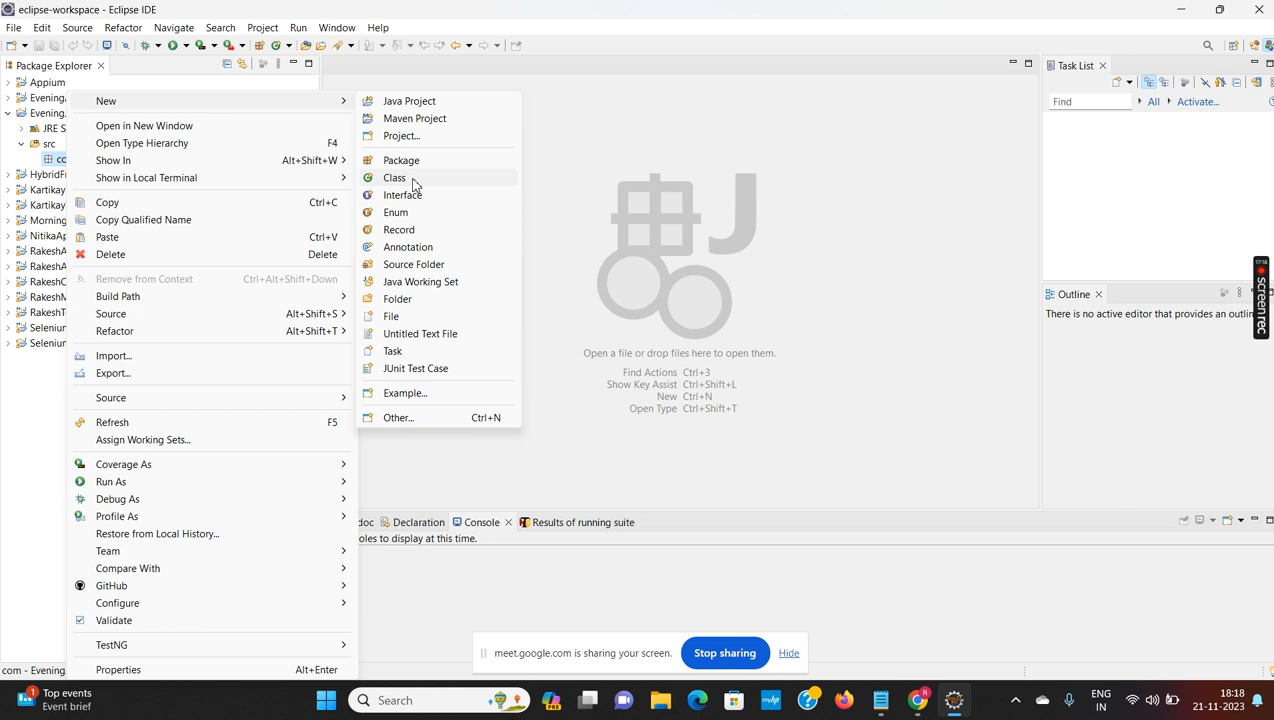 eclipse-workspace - Eclipse IDE
File Edit Source Refactor Navigate Search Project Run Window Help
Package Explorer
Appium
Evening
Evening
JRE S
src
co
HybridFr
Kartikay
Kartikay
Morning
NitikaAp
RakeshA
RakeshA
RakeshC
RakeshM
RakeshT
Selenium
Selenium
New
Open in New Window
Open Type Hierarchy F4
Show In Alt+Shift+W
Show in Local Terminal
Copy Ctrl+C
Copy Qualified Name
Paste Ctrl+V
Delete Delete
Remove from Context Ctrl+Alt+Shift+Down
Build Path
Source Alt+Shift+S
Refactor Alt+Shift+T
Import...
Export...
Source
Refresh F5
Assign Working Sets...
Coverage As
Run As
Debug As
Profile As
Restore from Local History...
Team
Compare With
GitHub
Configure
Validate
TestNG
Properties Alt+Enter
Java Project
Maven Project
Project...
Package
Class
Interface
Enum
Record
Annotation
Source Folder
Java Working Set
Folder
File
Untitled Text File
Task
JUnit Test Case
Example...
Other... Ctrl+N
Open a file or drop files here to open them.
Find Actions Ctrl+3
Show Key Assist Ctrl+Shift+L
New Ctrl+N
Open Type Ctrl+Shift+T
Task List
Find All Activate...
Outline
There is no active editor that provides an outlin
17:18
screenrec
doc Declaration Console Results of running suite
oles to display at this time.
meet.google.com is sharing your screen. Stop sharing Hide
com - Evening
1
Top events
Event brief
Search
PRE
ENG
IN
18:18
21-11-2023